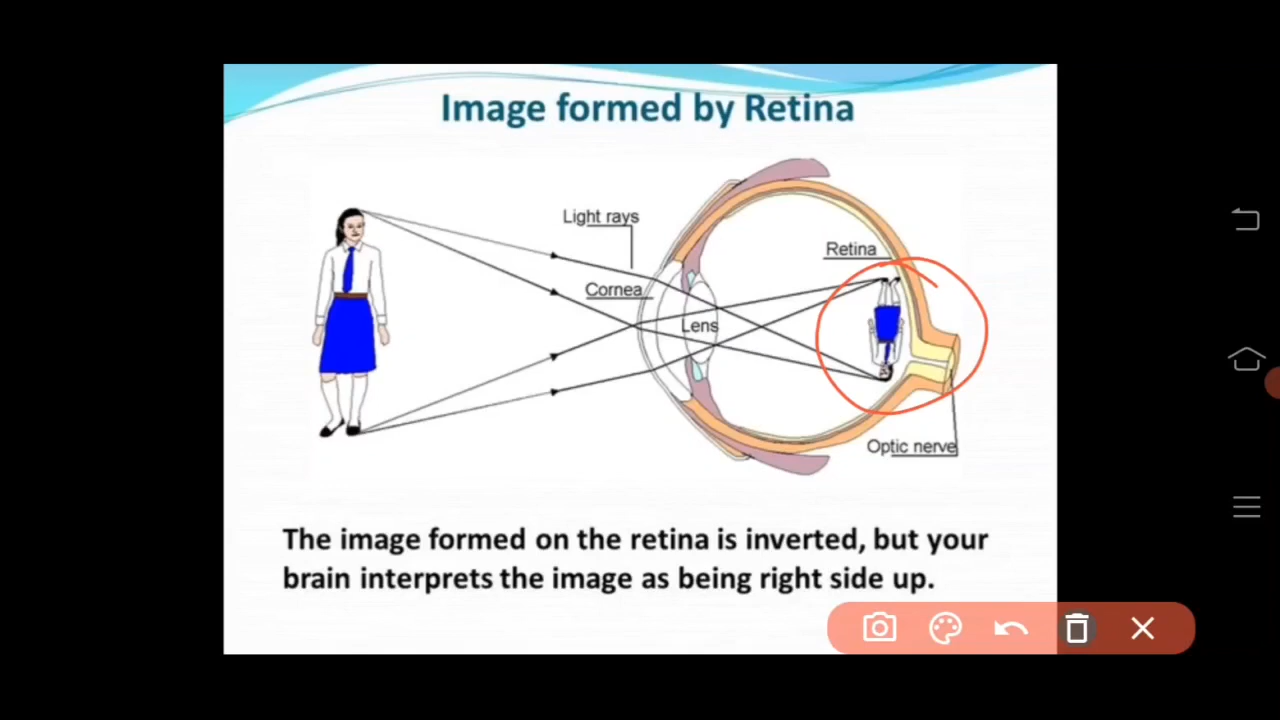 Image formed by Retina
Light rays
Retina
Cornea
Lens
Optic nerve
The image formed on the retina is inverted, but your
brain interprets the image as being right side up.